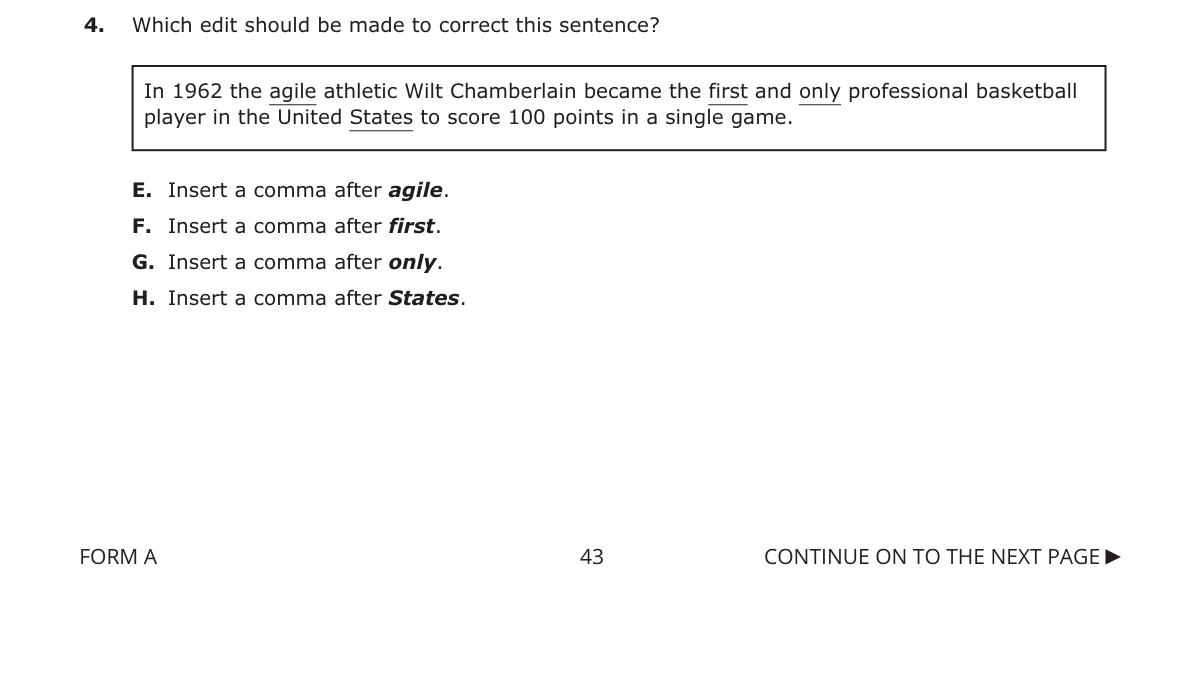 4. Which edit should be made to correct this sentence?
In 1962 the agile athletic Wilt Chamberlain became the first and only professional basketball
player in the United States to score 100 points in a single game.
E. Insert a comma after agile.
F. Insert a comma after first.
G. Insert a comma after only.
H. Insert a comma after States.
FORM A 43 CONTINUE ON TO THE NEXT PAGE ▶